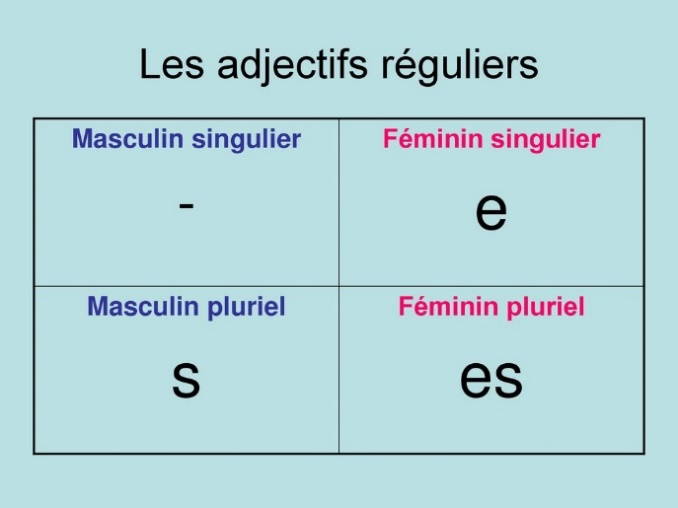 Les adjectifs réguliers
Masculin singulier
-
Féminin singulier
e
Masculin pluriel
s
Féminin pluriel
es